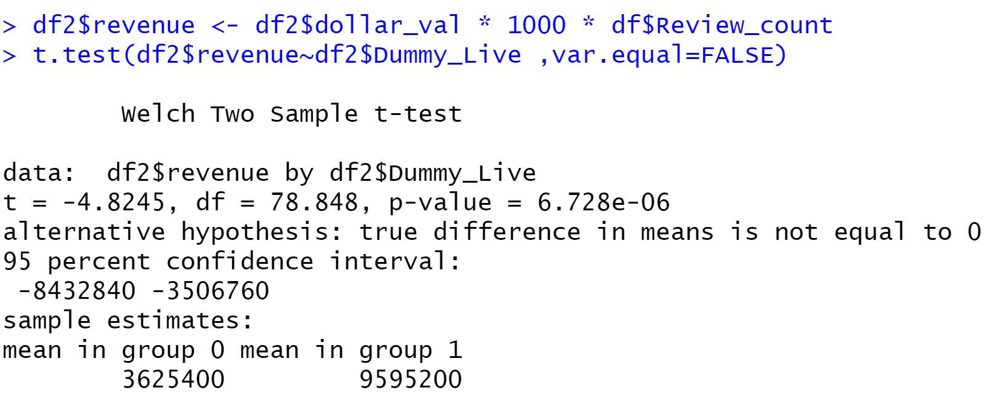 > df2$revenue <- df2$dollar_val * 1000 * df$Review_count
> t.test(df2$revenue~df2$Dummy_Live ,var.equal=FALSE)
Welch Two Sample t-test
data:  df2$revenue by df2$Dummy_Live
t = -4.8245, df = 78.848, p-value = 6.728e-06
alternative hypothesis: true difference in means is not equal to 0
95 percent confidence interval:
-8432840 -3506760
sample estimates:
mean in group 0 mean in group 1
3625400         9595200